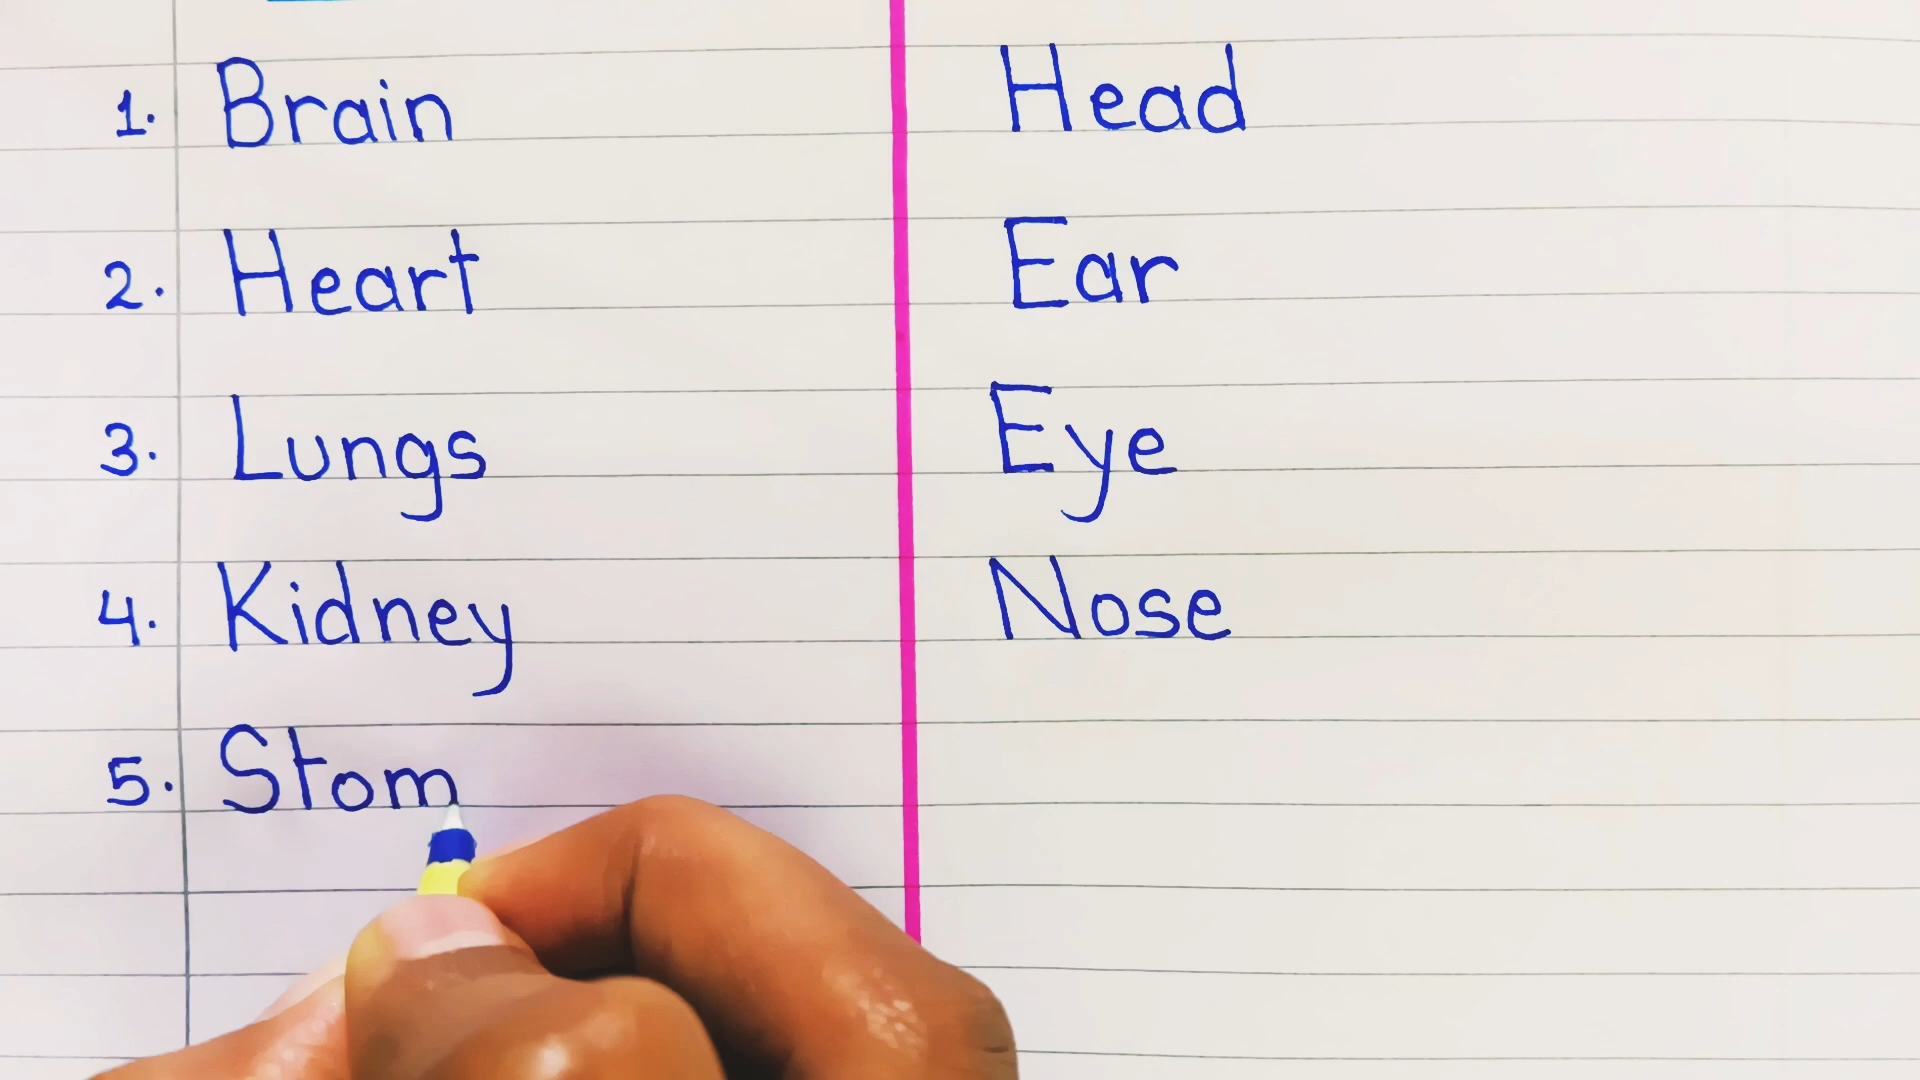 1. Brain Head
2. Heart Ear
3. Lungs Eye
4. Kidney Nose
5. Stom